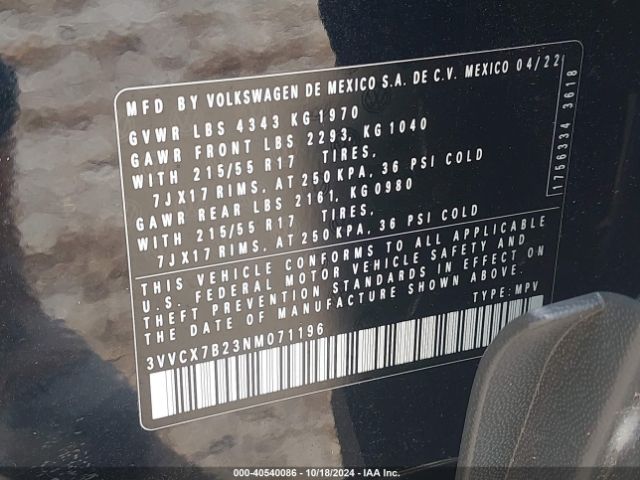 MFD BY VOLKSWAGEN DE MEXICO S.A. DE C.V. MEXICO 04/22
GVWR LBS 4343 KG 1970
GAWR FRONT LBS 2293, KG 1040
WITH 215/55 R17 TIRES,
7JX17 RIMS, AT 250 KPA, 36 PSI COLD
GAWR REAR LBS 2161, KG0980
WITH 215/55 R17 TIRES,
7JX17 RIMS, AT 250 KPA, 36 PSI COLD
THIS VEHICLE CONFORMS TO ALL APPLICABLE
U.S. FEDERAL MOTOR VEHICLE SAFETY AND
THEFT PREVENTION STANDARDS IN EFFECT ON
THE DATE OF MANUFACTURE SHOWN ABOVE.
TYPE: MPV
3VVCX7B23NM071196
1756334 3618
000-40540086 - 10/18/2024 - IAA Inc.